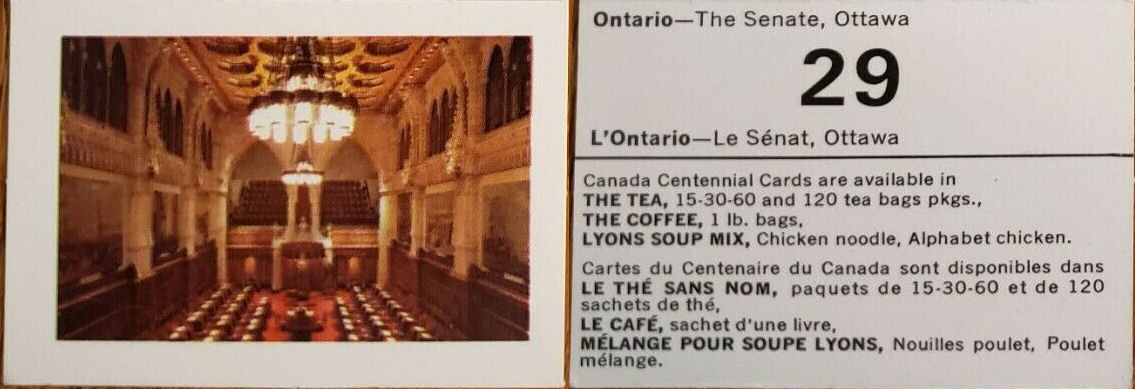 Ontario—The Senate, Ottawa
29
L'Ontario—Le Sénat, Ottawa
Canada Centennial Cards are available in
THE TEA, 15-30-60 and 120 tea bags pkgs.,
THE COFFEE, 1 lb. bags,
LYONS SOUP MIX, Chicken noodle, Alphabet chicken.
Cartes du Centenaire du Canada sont disponibles dans
LE THÉ SANS NOM, paquets de 15-30-60 et de 120
sachets de thé,
LE CAFÉ, sachet d'une livre,
MÉLANGE POUR SOUPE LYONS, Nouilles poulet, Poulet
mélange.